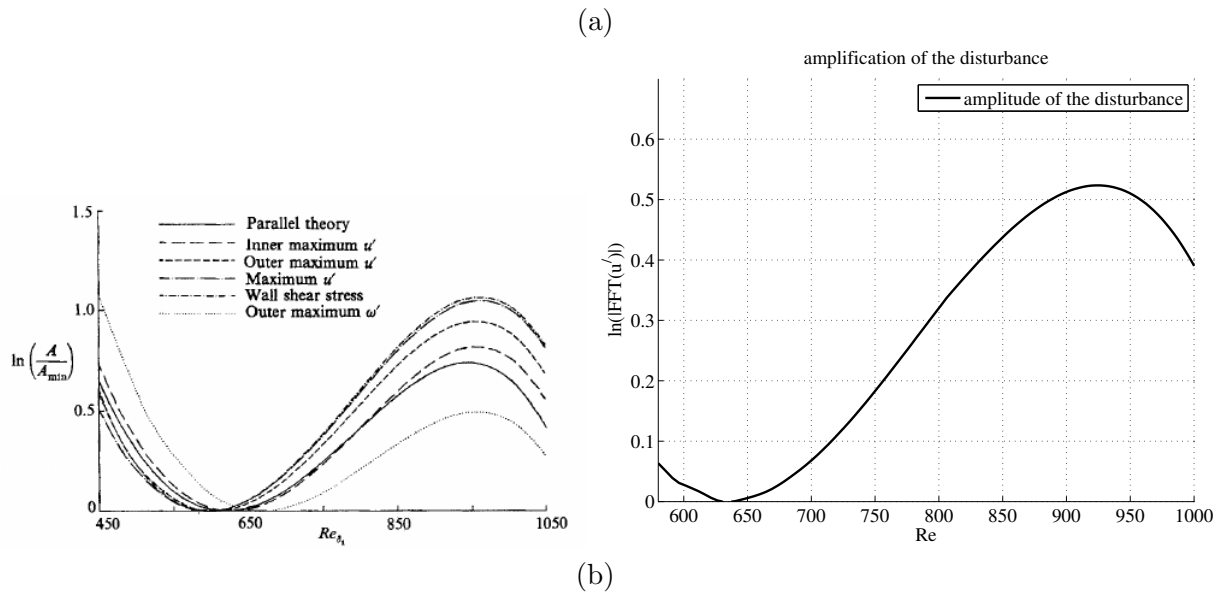 (a)
amplification of the disturbance
amplitude of the disturbance
ln(|FFT(u′)|)
0.6
0.5
0.4
0.3
0.2
0.1
0
600 650 700 750 800 850 900 950 1000
Re
1.5
1.0
0.5
0
ln (A/A_min)
Parallel theory
Inner maximum u′
Outer maximum u′
Maximum u′
Wall shear stress
Outer maximum ω′
450 650 850 1050
Re_δ₁
(b)